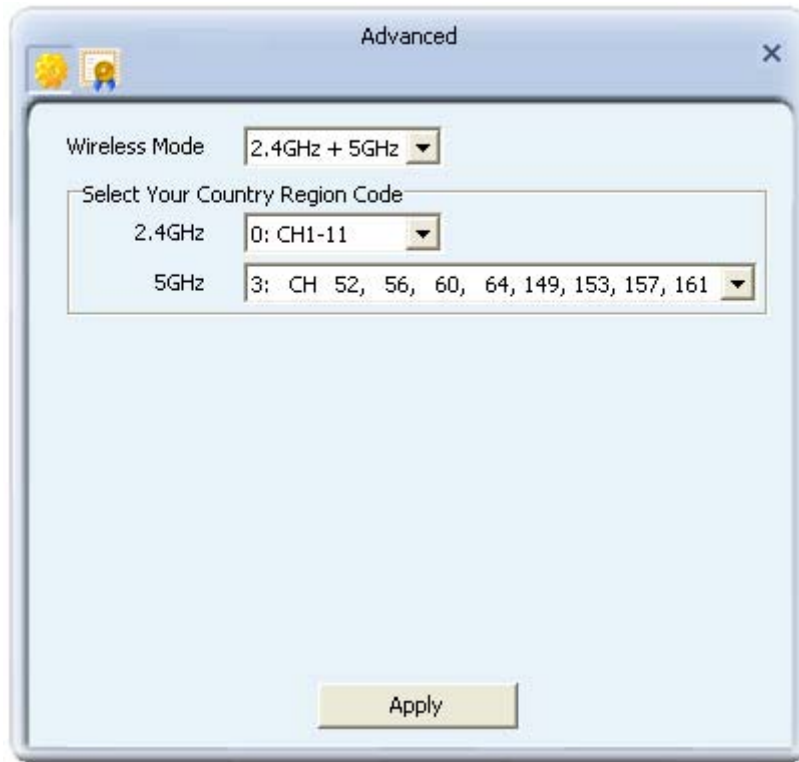 Advanced
Wireless Mode 2.4GHz + 5GHz
Select Your Country Region Code
2.4GHz 0: CH1-11
5GHz 3: CH 52, 56, 60, 64, 149, 153, 157, 161
Apply